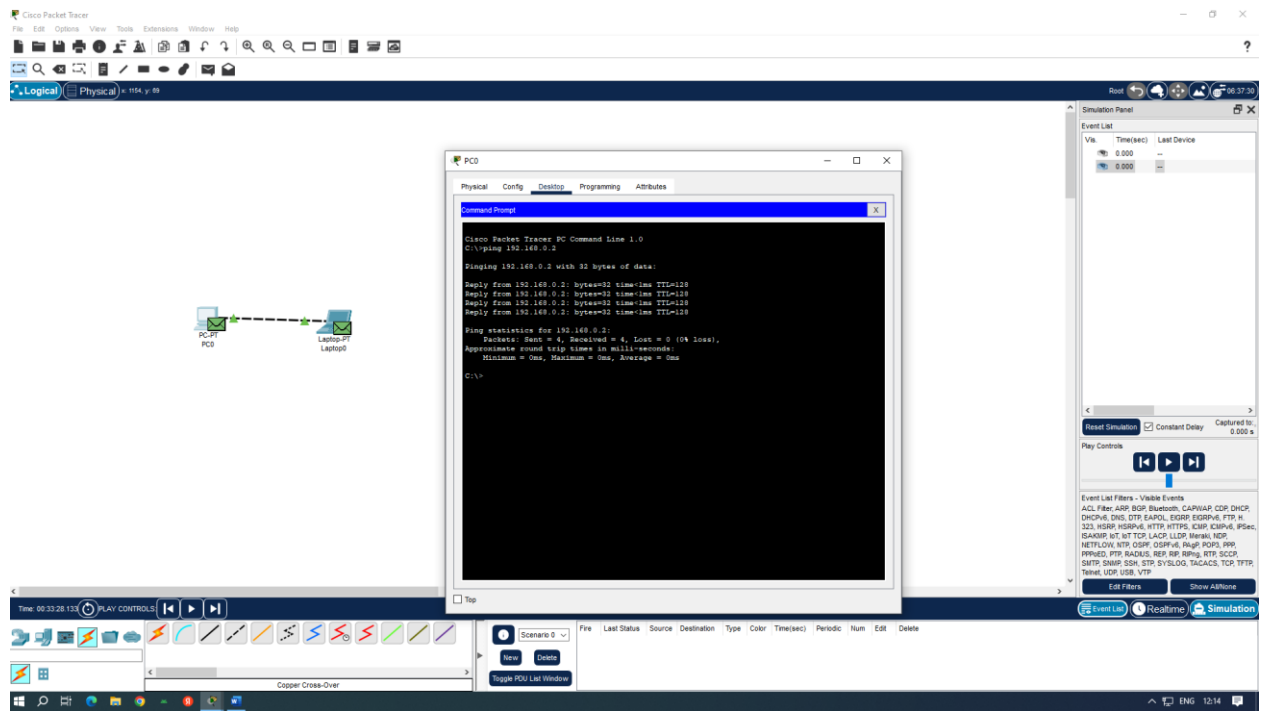 Cisco Packet Tracer
File Edit Options View Tools Extensions Window Help
?
Logical Physical x: 1154, y: 89 Root 06:37:30
Simulation Panel
Event List
Vis. Time(sec) Last Device
0.000 --
0.000 --
PC0
Physical Config Desktop Programming Attributes
Command Prompt X
Cisco Packet Tracer PC Command Line 1.0
C:\>ping 192.168.0.2
Pinging 192.168.0.2 with 32 bytes of data:
Reply from 192.168.0.2: bytes=32 time<1ms TTL=128
Reply from 192.168.0.2: bytes=32 time<1ms TTL=128
Reply from 192.168.0.2: bytes=32 time<1ms TTL=128
Reply from 192.168.0.2: bytes=32 time<1ms TTL=128
Ping statistics for 192.168.0.2:
Packets: Sent = 4, Received = 4, Lost = 0 (0% loss),
Approximate round trip times in milli-seconds:
Minimum = 0ms, Maximum = 0ms, Average = 0ms
C:\>
Top
PC-PT
PC0
Laptop-PT
Laptop0
Reset Simulation Constant Delay Captured to:
0.000 s
Play Controls
Event List Filters - Visible Events
ACL Filter, ARP, BGP, Bluetooth, CAPWAP, CDP, DHCP,
DHCPv6, DNS, DTP, EAPOL, EIGRP, EIGRPv6, FTP, H.
323, HSRP, HSRPv6, HTTP, HTTPS, ICMP, ICMPv6, IPSec,
ISAKMP, IoT, IoT TCP, LACP, LLDP, Meraki, NDP,
NETFLOW, NTP, OSPF, OSPFv6, PAgP, POP3, PPP,
PPPoED, PTP, RADIUS, REP, RIP, RIPng, RTP, SCCP,
SMTP, SNMP, SSH, STP, SYSLOG, TACACS, TCP, TFTP,
Telnet, UDP, USB, VTP
Edit Filters Show All/None
Time: 00:33:28.133 PLAY CONTROLS: Event List Realtime Simulation
Scenario 0
New Delete
Toggle PDU List Window
Fire Last Status Source Destination Type Color Time(sec) Periodic Num Edit Delete
Copper Cross-Over
ENG 12:14